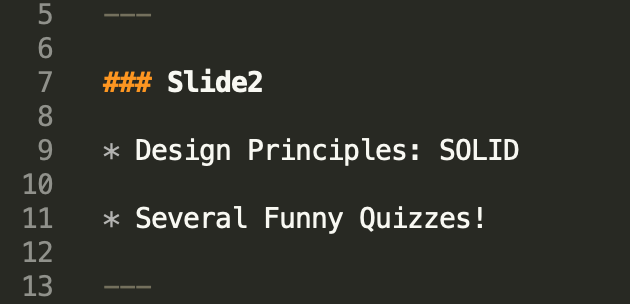 5 ---
6
7 ### Slide2
8
9 * Design Principles: SOLID
10
11 * Several Funny Quizzes!
12
13 ---